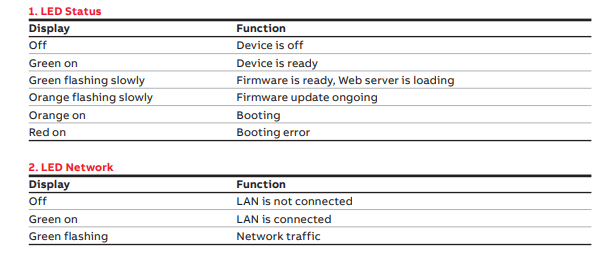 1. LED Status
Display Function
Off Device is off
Green on Device is ready
Green flashing slowly Firmware is ready, Web server is loading
Orange flashing slowly Firmware update ongoing
Orange on Booting
Red on Booting error
2. LED Network
Display Function
Off LAN is not connected
Green on LAN is connected
Green flashing Network traffic